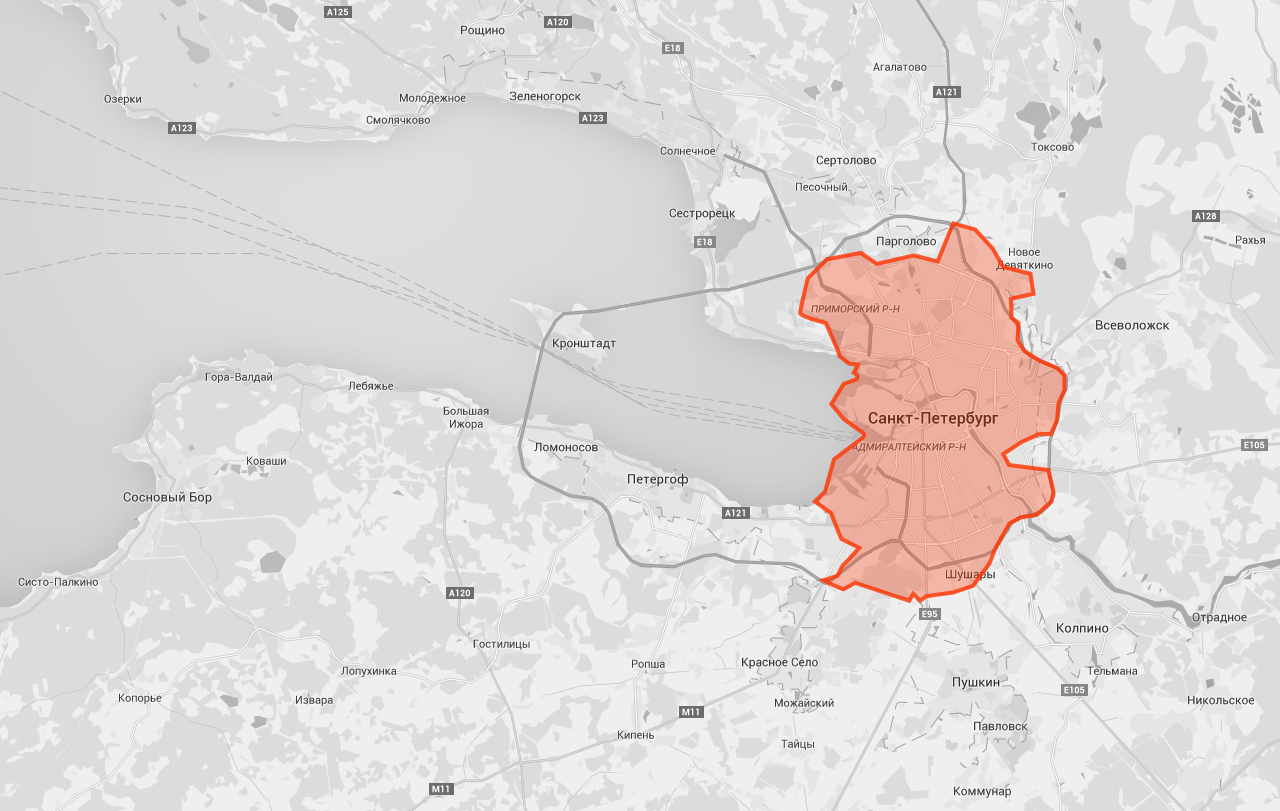 A125
Рощино
A120
E18
Агалатово
A121
Озерки
Молодежное
Зеленогорск
Смолячково
A123
A123
Солнечное
Сертолово
Токсово
Песочный
Сестрорецк
A128
E18
Парголово
Рахья
Новое
Девяткино
ПРИМОРСКИЙ Р-Н
Всеволожск
Кронштадт
Гора-Валдай
Лебяжье
Большая
Ижора
Санкт-Петербург
Ломоносов
АДМИРАЛТЕЙСКИЙ Р-Н
E105
Коваши
Петергоф
Сосновый Бор
A121
Систо-Палкино
Шушары
A120
E95
Отрадное
Колпино
Гостилицы
Ропша
Красное Село
Лопухинка
Тельмана
Пушкин
E105
Копорье
Извара
Можайский
Никольское
M11
Павловск
Кипень
Тайцы
M11
Коммунар